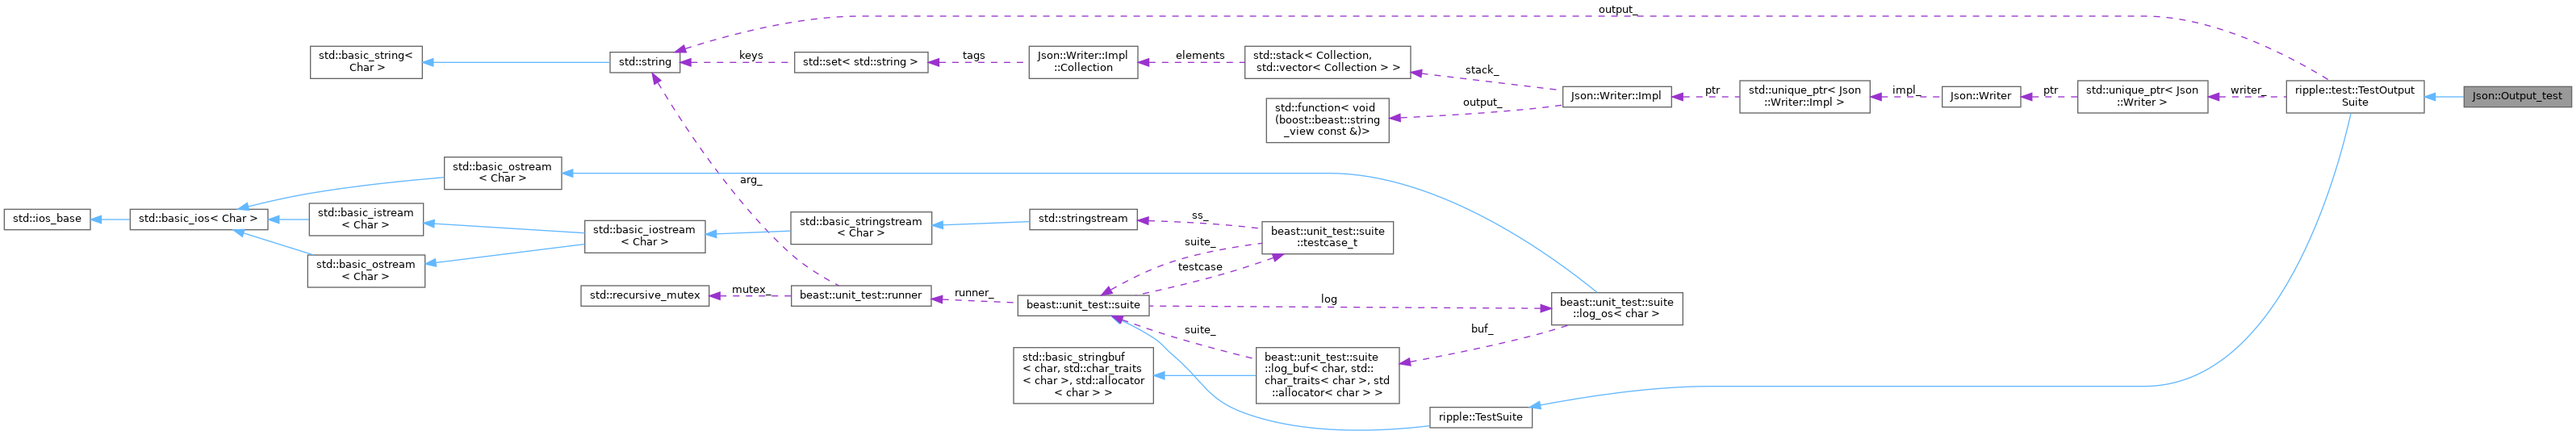 output_
std::basic_string<
Char >
std::string
keys
std::set< std::string >
tags
Json::Writer::Impl
::Collection
elements
std::stack< Collection,
std::vector< Collection > >
stack_
output_
std::function< void
(boost::beast::string
_view const &)>
Json::Writer::Impl
ptr
std::unique_ptr< Json
::Writer::Impl >
impl_
Json::Writer
ptr
std::unique_ptr< Json
::Writer >
writer_
ripple::test::TestOutput
Suite
Json::Output_test
std::basic_ostream
< Char >
arg_
std::ios_base
std::basic_ios< Char >
std::basic_istream
< Char >
std::basic_ostream
< Char >
std::basic_iostream
< Char >
std::basic_stringstream
< Char >
std::stringstream
ss_
suite_
testcase
beast::unit_test::suite
::testcase_t
std::recursive_mutex
mutex_
beast::unit_test::runner
runner_
beast::unit_test::suite
log
beast::unit_test::suite
::log_os< char >
suite_
buf_
std::basic_stringbuf
< char, std::char_traits
< char >, std::allocator
< char > >
beast::unit_test::suite
::log_buf< char, std::
char_traits< char >, std
::allocator< char > >
ripple::TestSuite